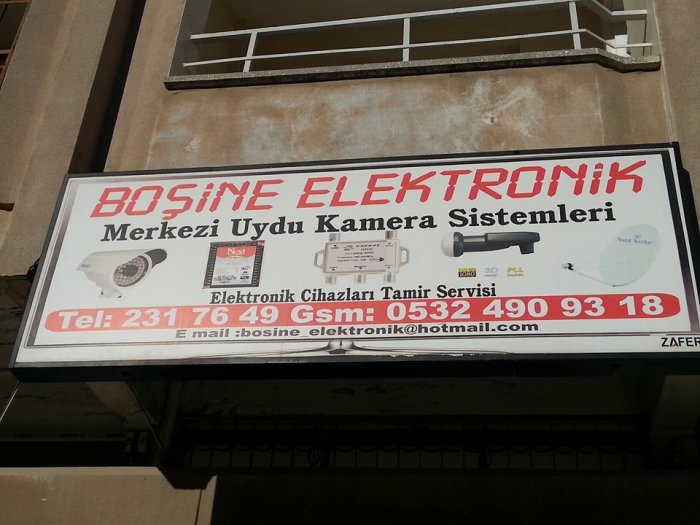 BOŞİNE ELEKTRONİK
Merkezi Uydu Kamera Sistemleri
Next
Elektronik Cihazları Tamir Servisi
Tel: 231 76 49 Gsm: 0532 490 93 18
E mail :bosine_elektronik@hotmail.com
ZAFER